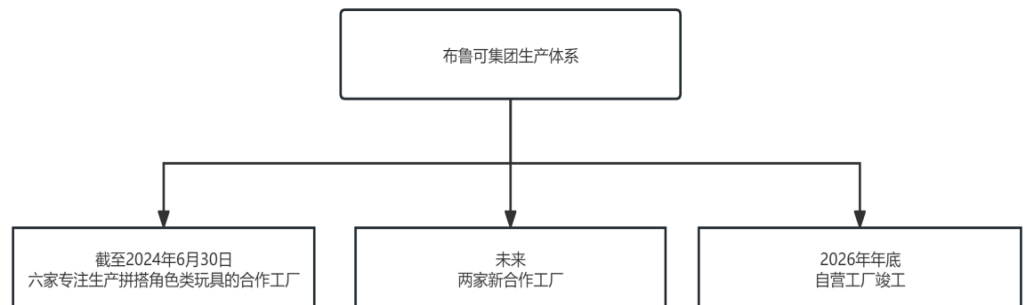 布鲁可集团生产体系
截至2024年6月30日
六家专注生产拼搭角色类玩具的合作工厂
未来
两家新合作工厂
2026年年底
自营工厂竣工